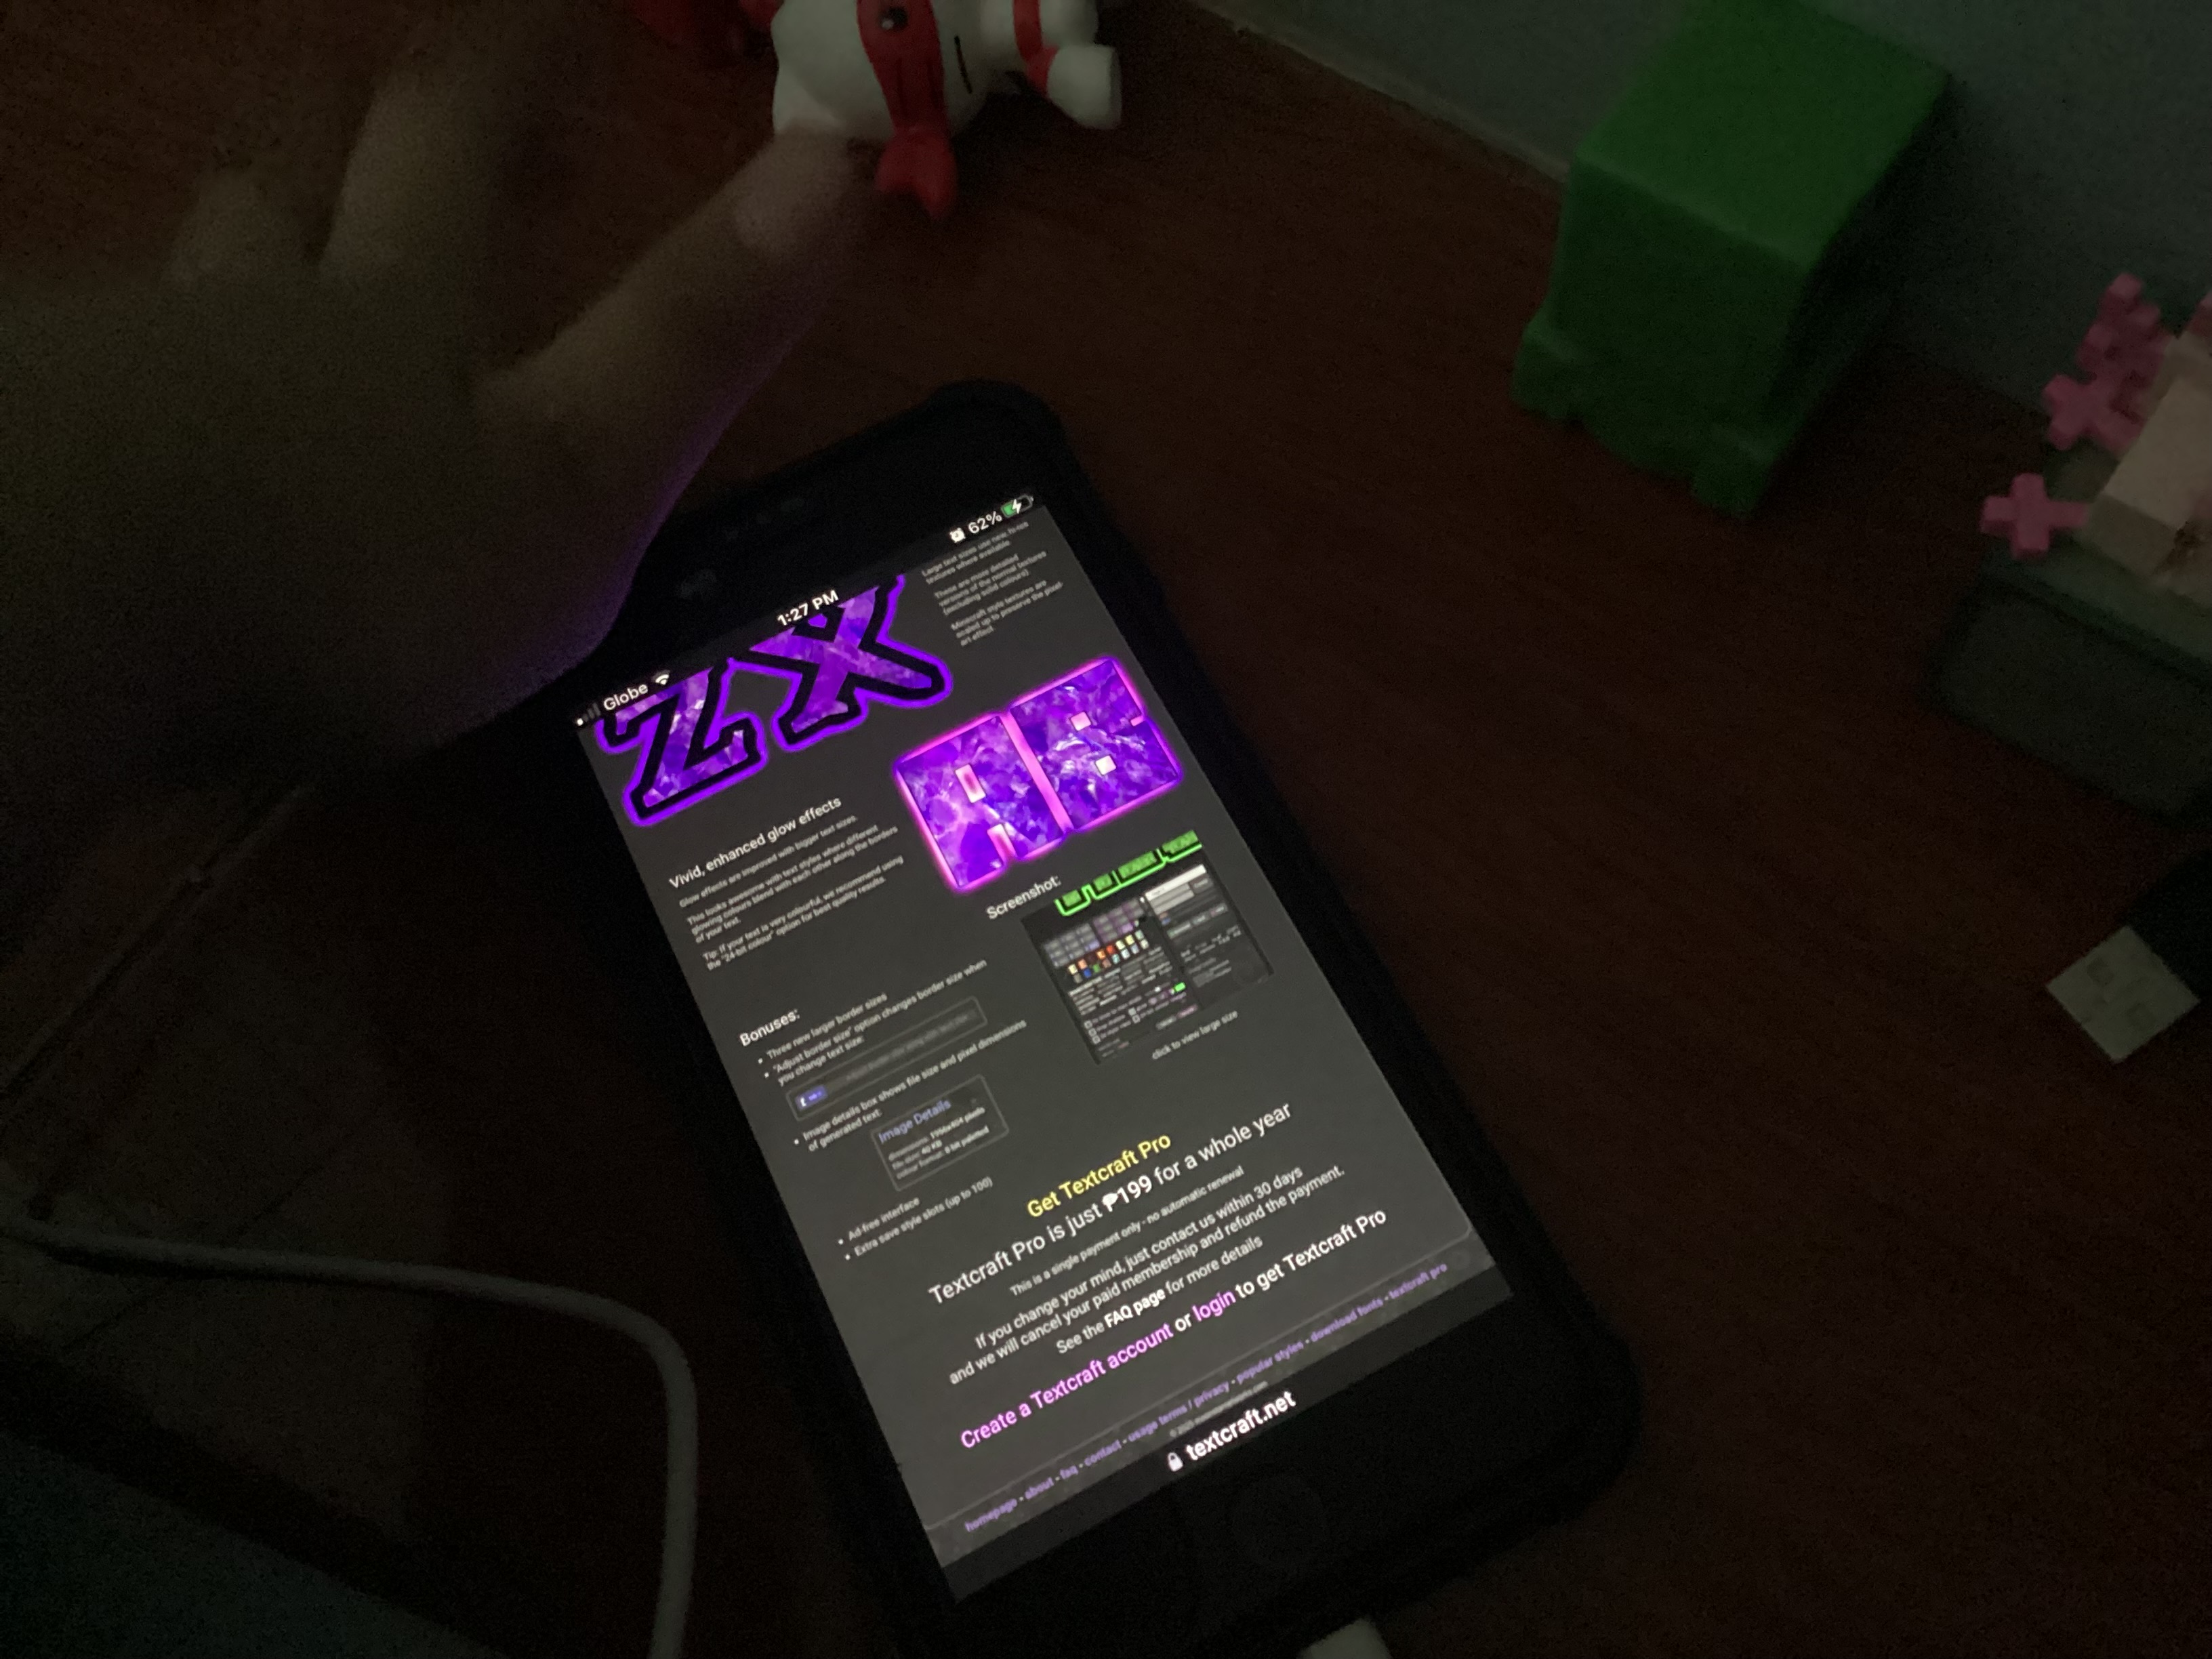 Globe
1:27 PM
62%
ZX
Large text sizes use new, hi-res
textures where available.
These are more detailed
versions of the normal textures
(excluding solid colours)
Minecraft style textures are
scaled up to preserve the pixel-
art effect.
AB
Vivid, enhanced glow effects
Glow effects are improved with bigger text sizes.
This looks awesome with text styles where different
glowing colours blend with each other along the borders
of your text.
Tip: If your text is very colourful, we recommend using
the "24-bit colour" option for best quality results.
Screenshot:
click to view large size
Bonuses:
• Three new larger border sizes
• "Adjust border size" option changes border size when
you change text size:
• Image details box shows file size and pixel dimensions
of generated text:
Image Details
• Ad-free interface
• Extra save style slots (up to 100)
Get Textcraft Pro
Textcraft Pro is just ₱199 for a whole year
This is a single payment only - no automatic renewal
If you change your mind, just contact us within 30 days
and we will cancel your paid membership and refund the payment.
See the FAQ page for more details
Create a Textcraft account or login to get Textcraft Pro
homepage - about - faq - contact - usage terms / privacy - popular styles - download fonts - textcraft pro
textcraft.net